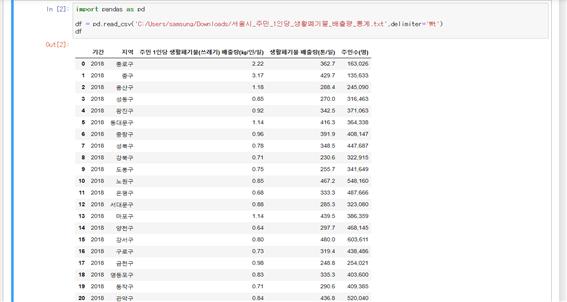 In [2]: import pandas as pd
df = pd.read_csv('C:/Users/samsung/Downloads/서울시_주민_1인당_생활폐기물_배출량_통계.txt',delimiter='₩t')
df
Out[2]:
기간 지역 주민 1인당 생활폐기물(쓰레기) 배출량(kg/인/일) 생활폐기물 배출량(톤/일) 주민수(명)
0 2018 종로구 2.22 362.7 163,026
1 2018 중구 3.17 429.7 135,633
2 2018 용산구 1.18 288.4 245,090
3 2018 성동구 0.85 270.0 316,463
4 2018 광진구 0.92 342.5 371,063
5 2018 동대문구 1.14 416.3 364,338
6 2018 중랑구 0.96 391.9 408,147
7 2018 성북구 0.78 348.5 447,687
8 2018 강북구 0.71 230.6 322,915
9 2018 도봉구 0.75 255.7 341,649
10 2018 노원구 0.85 467.2 548,160
11 2018 은평구 0.68 333.3 487,666
12 2018 서대문구 0.88 285.3 323,080
13 2018 마포구 1.14 439.5 386,359
14 2018 양천구 0.64 297.7 468,145
15 2018 강서구 0.80 480.0 603,611
16 2018 구로구 0.73 319.4 438,486
17 2018 금천구 0.98 248.8 254,021
18 2018 영등포구 0.83 335.3 403,600
19 2018 동작구 0.71 290.6 409,385
20 2018 관악구 0.84 436.8 520,040